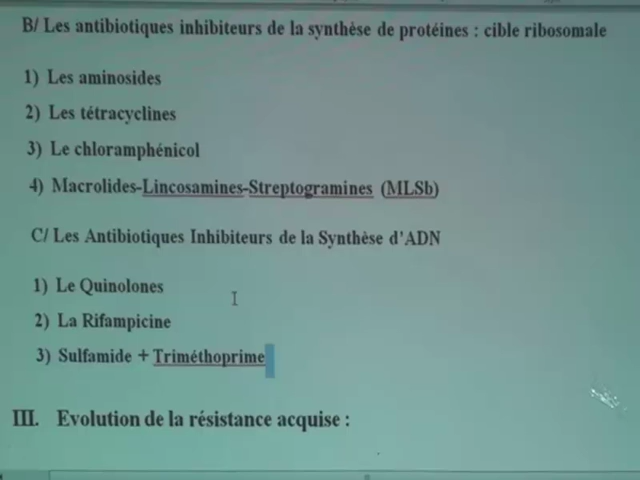 B/ Les antibiotiques inhibiteurs de la synthèse de protéines : cible ribosomale
1) Les aminosides
2) Les tétracyclines
3) Le chloramphénicol
4) Macrolides-Lincosamines-Streptogramines (MLSb)
C/ Les Antibiotiques Inhibiteurs de la Synthèse d'ADN
1) Le Quinolones
2) La Rifampicine
3) Sulfamide + Triméthoprime
III. Evolution de la résistance acquise :